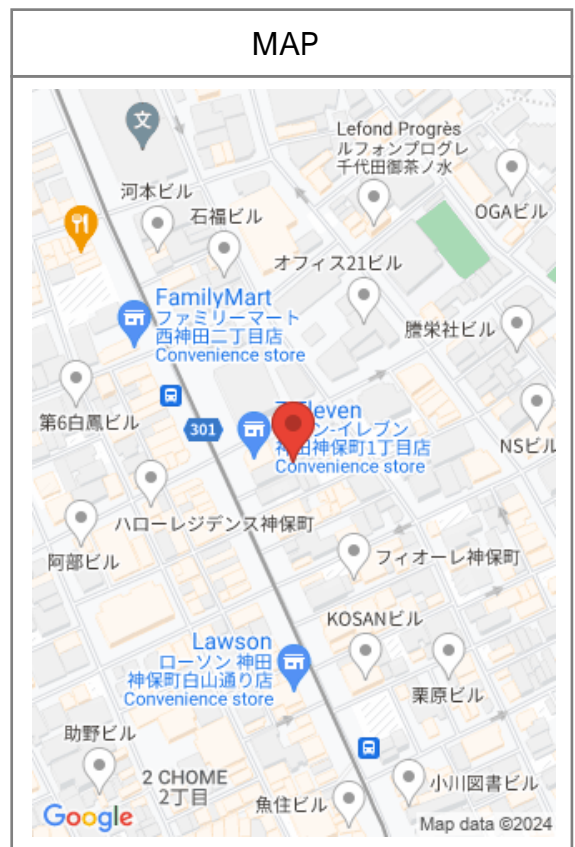 MAP
文
Lefond Progrès
ルフォンプログレ
千代田御茶ノ水
河本ビル
石福ビル
OGAビル
オフィス21ビル
FamilyMart
ファミリーマート
西神田二丁目店
Convenience store
謄栄社ビル
第6白鳳ビル
301
神田神保町1丁目店
Convenience store
NSビル
ハローレジデンス神保町
阿部ビル
フィオーレ神保町
KOSANビル
Lawson
ローソン 神田
神保町白山通り店
Convenience store
栗原ビル
助野ビル
2 CHOME
2丁目
魚住ビル
小川図書ビル
Google
Map data ©2024